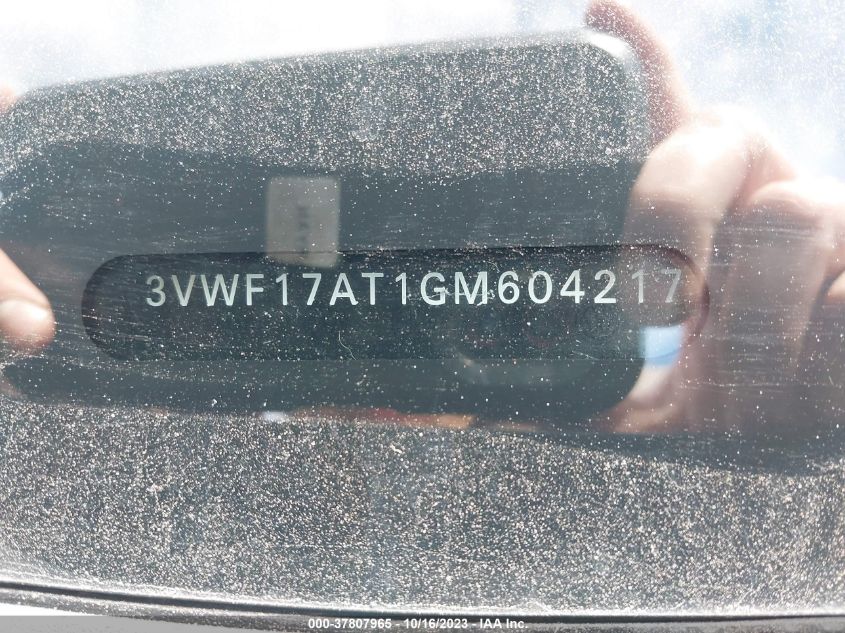 3VWF17AT1GM604217
000-37807965 - 10/16/2023 - IAA Inc.